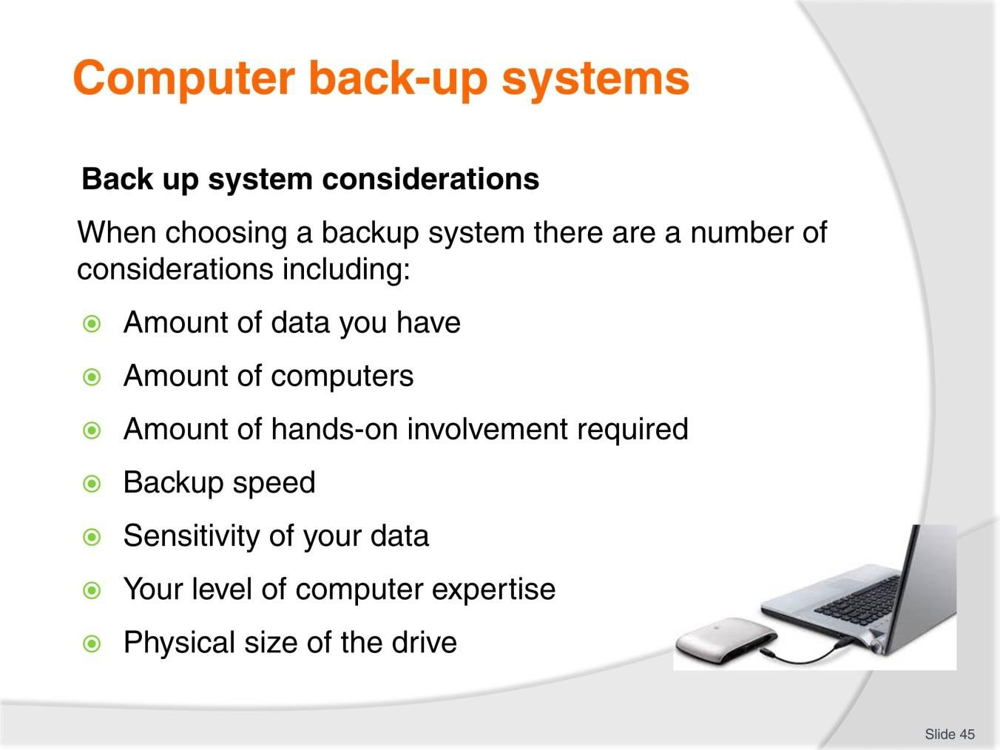 Computer back-up systems
Back up system considerations
When choosing a backup system there are a number of
considerations including:
Amount of data you have
Amount of computers
Amount of hands-on involvement required
Backup speed
Sensitivity of your data
Your level of computer expertise
Physical size of the drive
Slide 45